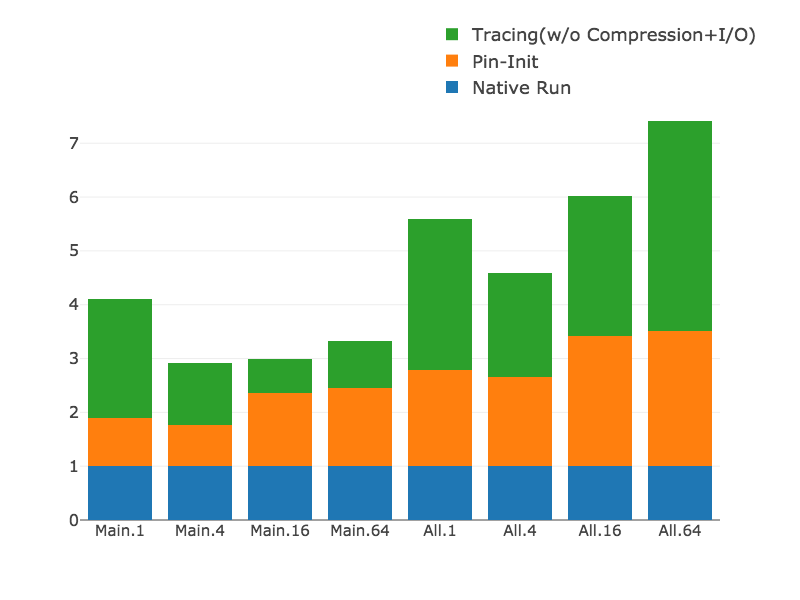 Tracing(w/o Compression+I/O)
Pin-Init
Native Run
7
6
5
4
3
2
1
0
Main.1 Main.4 Main.16 Main.64 All.1 All.4 All.16 All.64